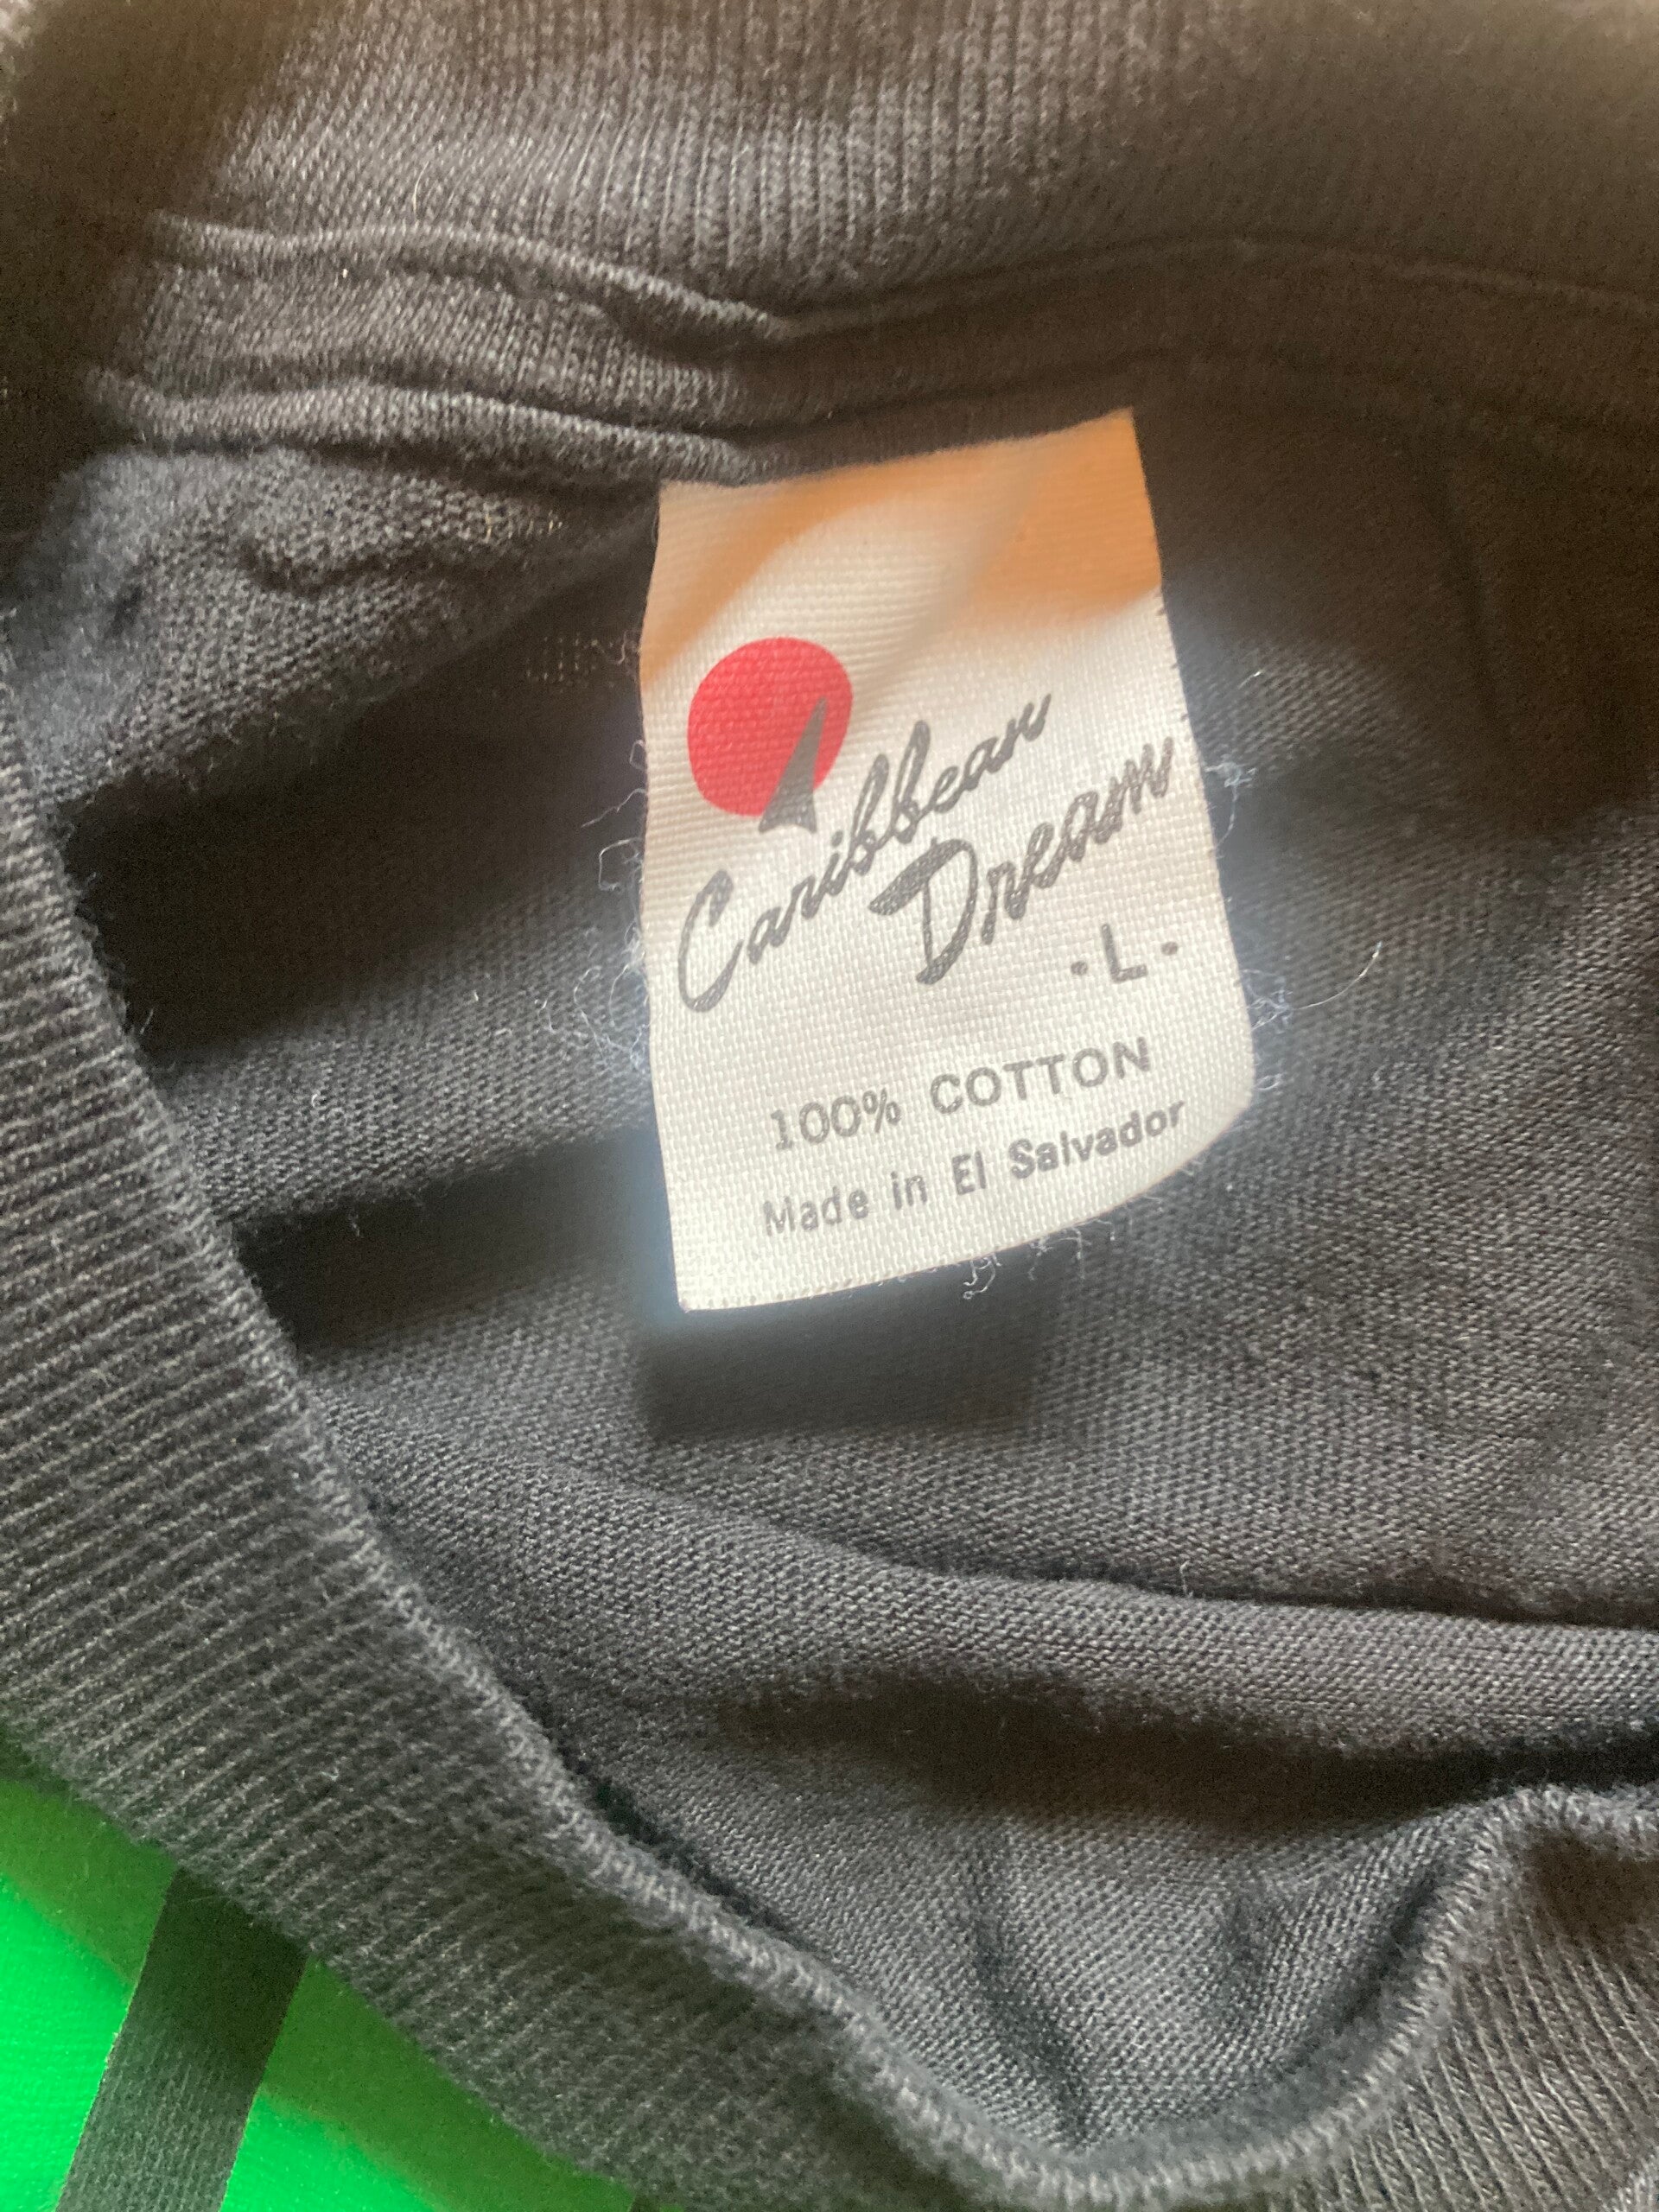 Caribbean
Dream
·L·
100% COTTON
Made in El Salvador